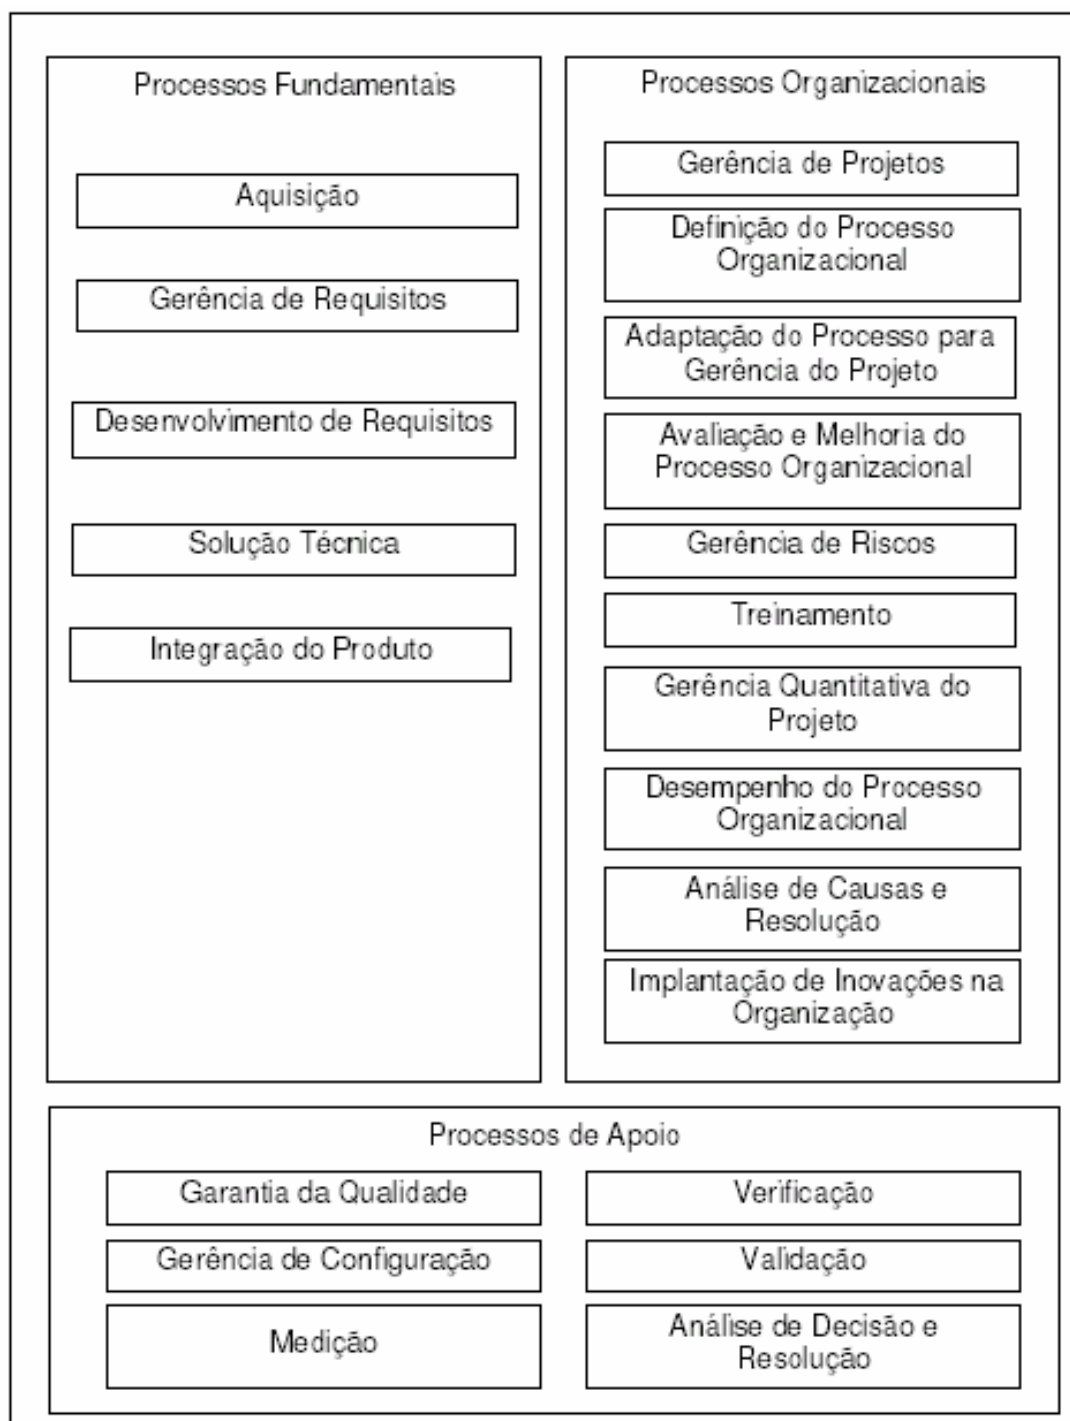 Processos Fundamentais
Aquisição
Gerência de Requisitos
Desenvolvimento de Requisitos
Solução Técnica
Integração do Produto
Processos Organizacionais
Gerência de Projetos
Definição do Processo
Organizacional
Adaptação do Processo para
Gerência do Projeto
Avaliação e Melhoria do
Processo Organizacional
Gerência de Riscos
Treinamento
Gerência Quantitativa do
Projeto
Desempenho do Processo
Organizacional
Análise de Causas e
Resolução
Implantação de Inovações na
Organização
Processos de Apoio
Garantia da Qualidade
Gerência de Configuração
Medição
Verificação
Validação
Análise de Decisão e
Resolução